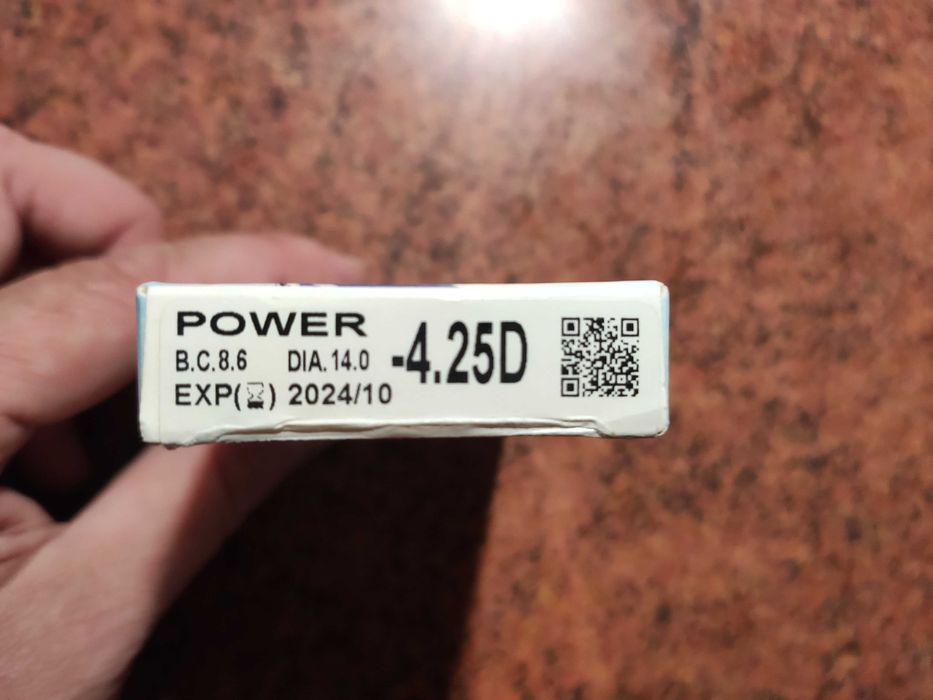 POWER
B.C.8.6 DIA.14.0 -4.25D
EXP(⌛) 2024/10